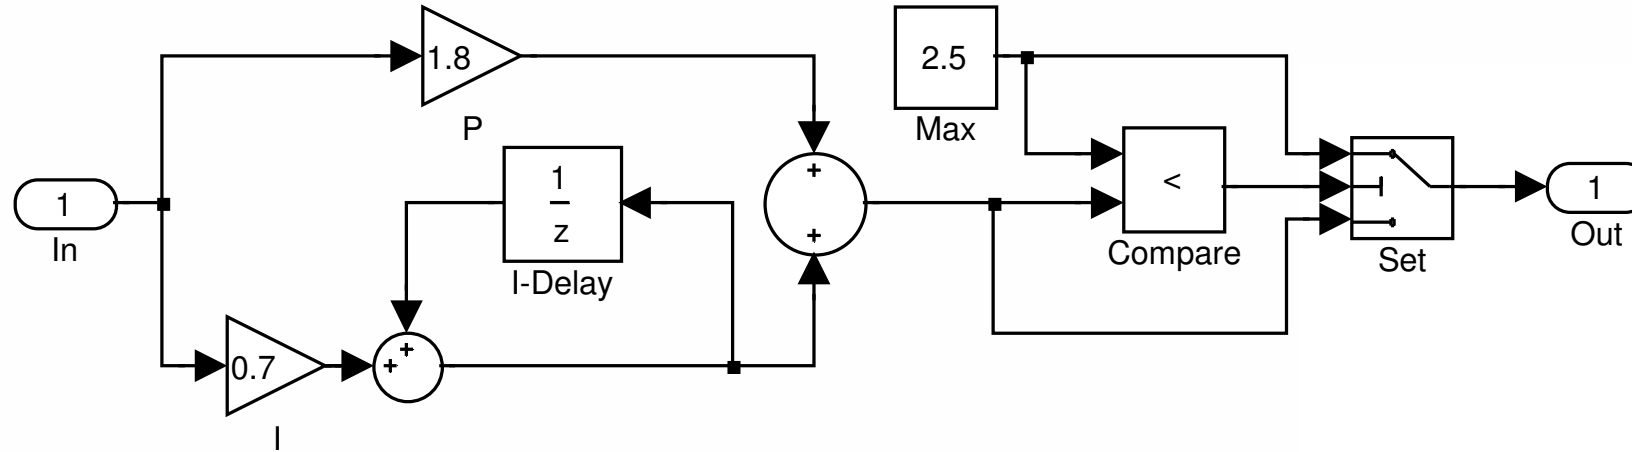 1
In
1.8
P
0.7
I
+
+
1
z
I-Delay
+
+
2.5
Max
<
Compare
Set
1
Out